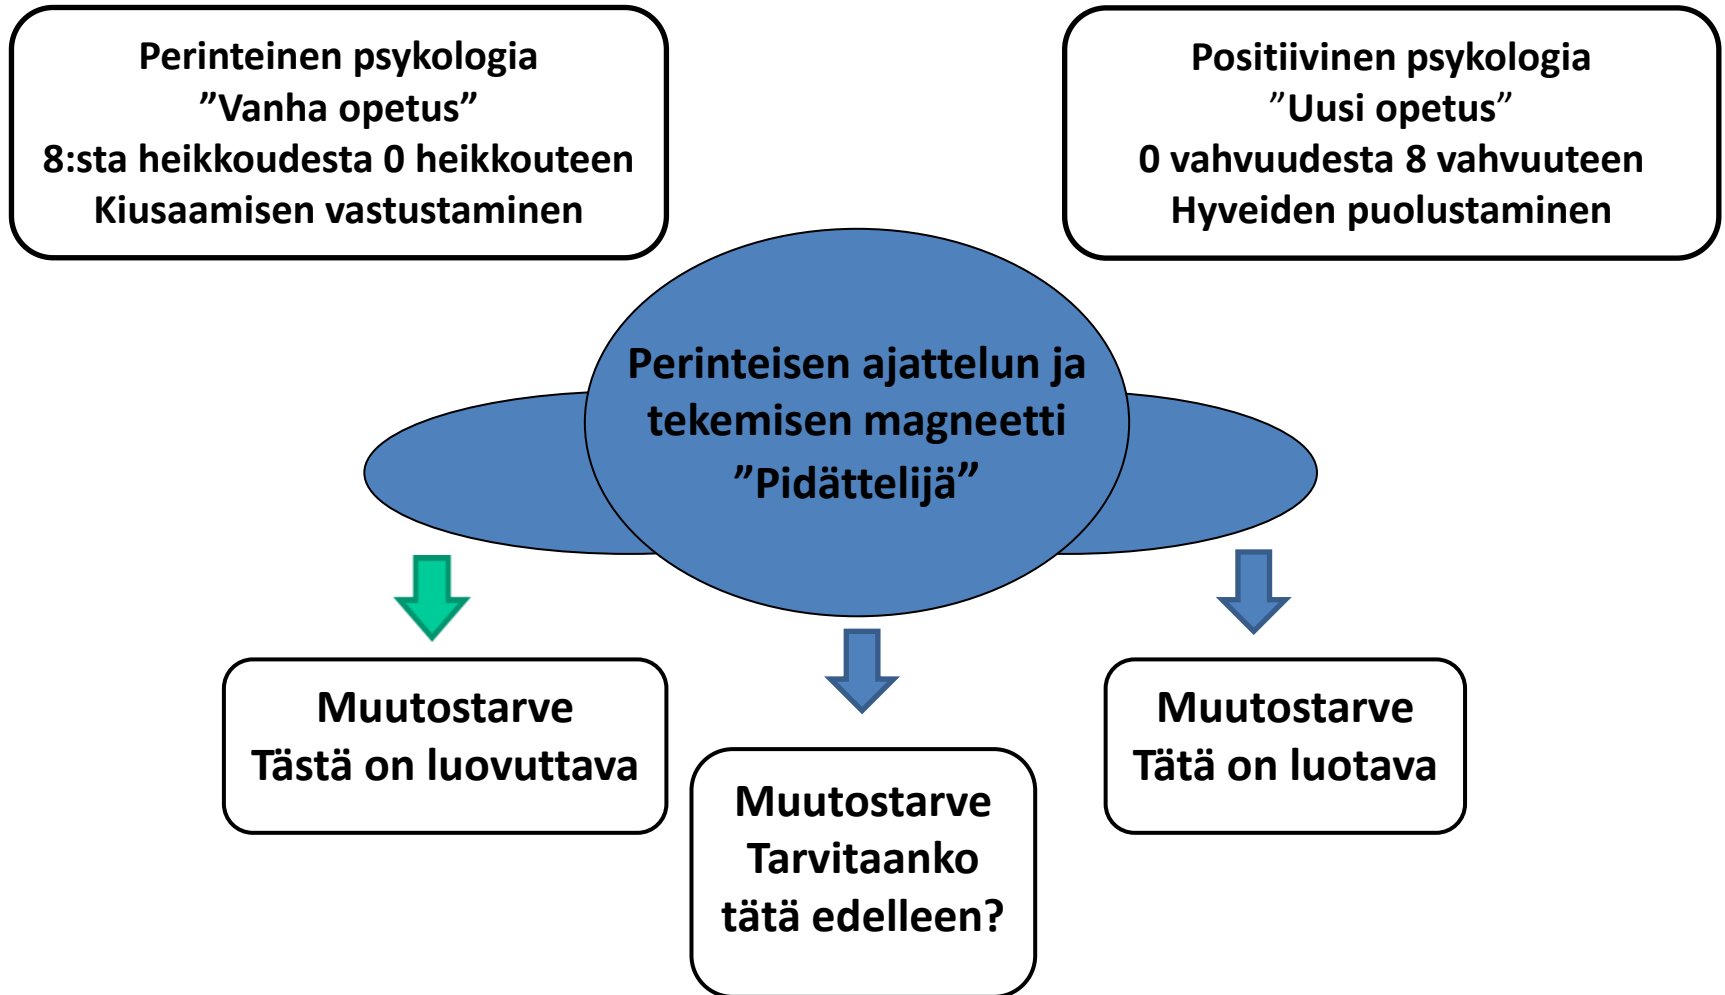 Perinteinen psykologia
”Vanha opetus”
8:sta heikkoudesta 0 heikkouteen
Kiusaamisen vastustaminen
Positiivinen psykologia
”Uusi opetus”
0 vahvuudesta 8 vahvuuteen
Hyveiden puolustaminen
Perinteisen ajattelun ja
tekemisen magneetti
”Pidättelijä”
Muutostarve
Tästä on luovuttava
Muutostarve
Tarvitaanko
tätä edelleen?
Muutostarve
Tätä on luotava